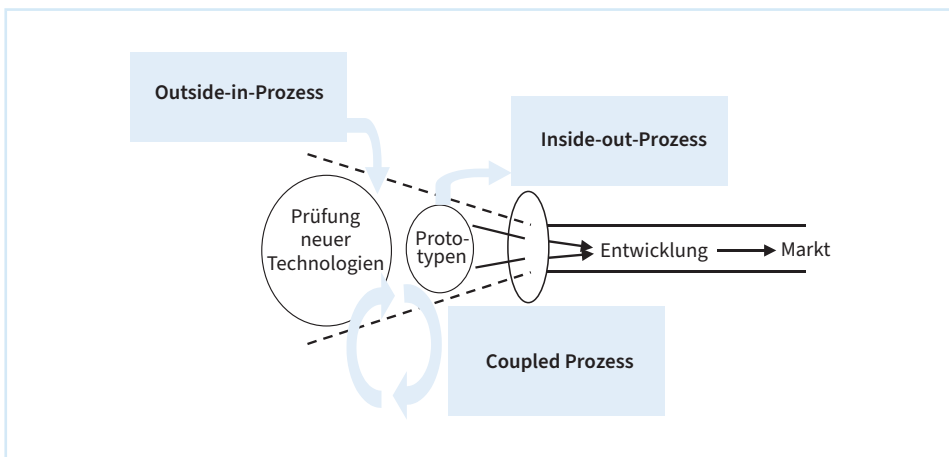 Outside-in-Prozess
Inside-out-Prozess
Prüfung
neuer
Technologien
Proto-
typen
Entwicklung
Markt
Coupled Prozess